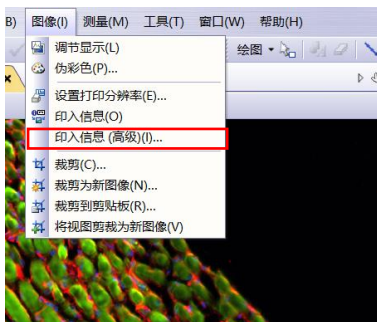 B) 图像(I) 测量(M) 工具(T) 窗口(W) 帮助(H)
调节显示(L) 绘图
伪彩色(P)...
设置打印分辨率(E)...
印入信息(O)
印入信息 (高级)(I)...
裁剪(C)...
裁剪为新图像(N)...
裁剪到剪贴板(R)...
将视图剪裁为新图像(V)